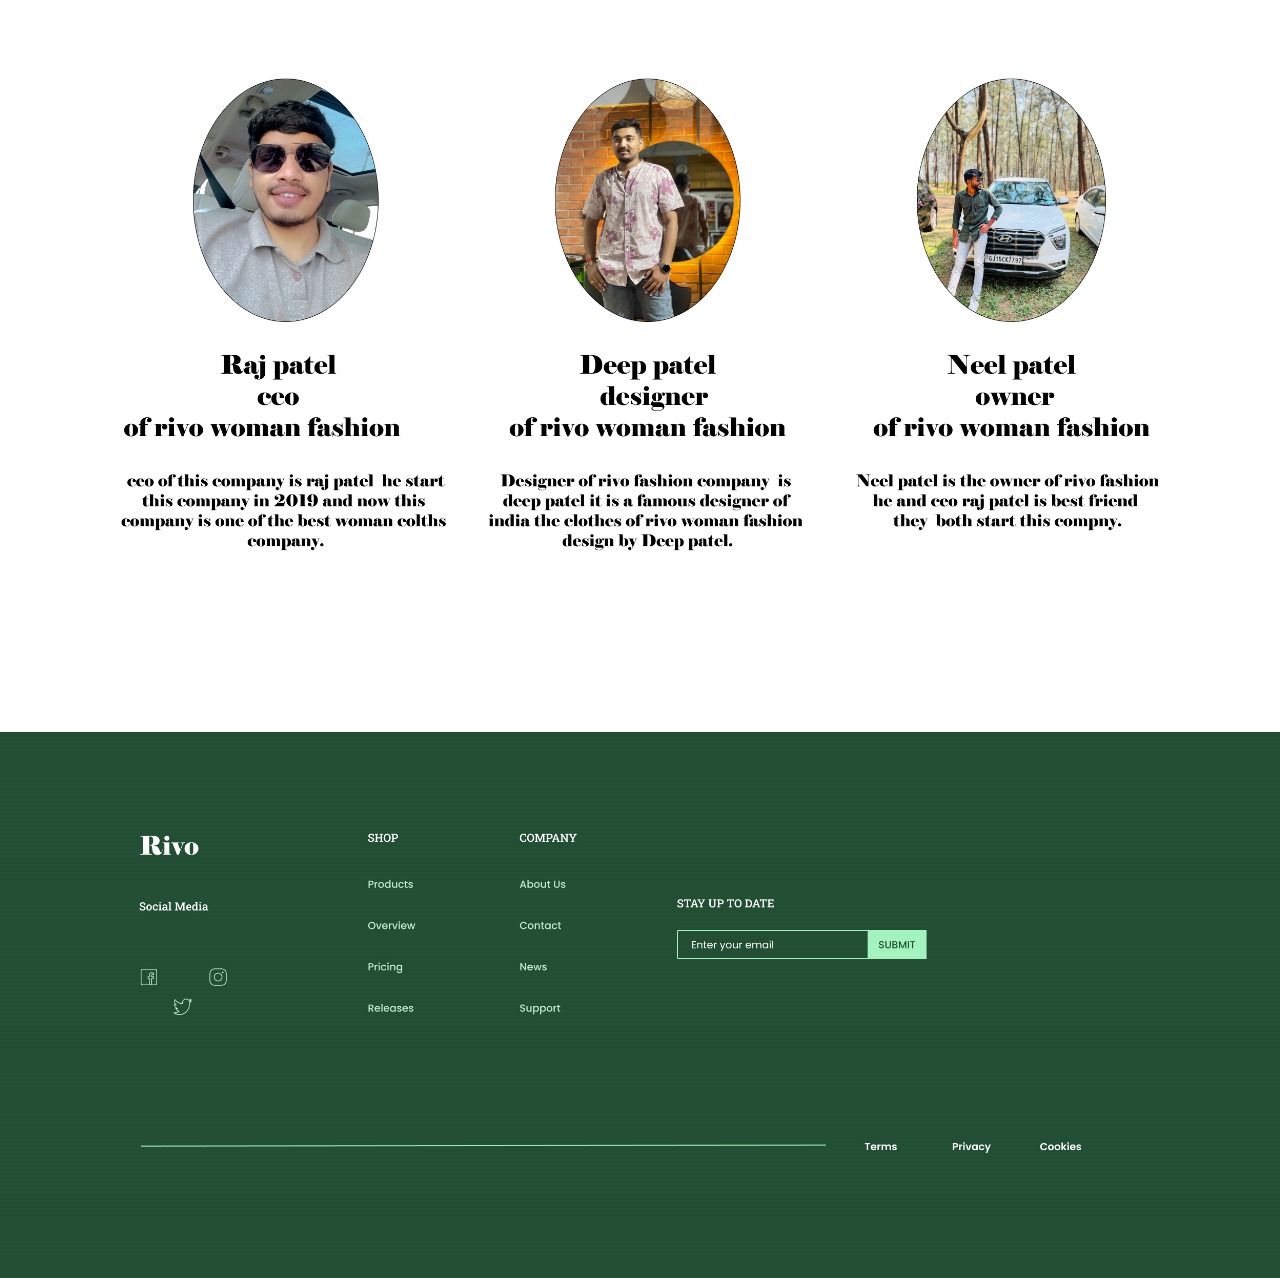 Raj patel
ceo
of rivo woman fashion
ceo of this company is raj patel  he start
this company in 2019 and now this
company is one of the best woman colths
company.
Deep patel
designer
of rivo woman fashion
Designer of rivo fashion company  is
deep patel it is a famous designer of
india the clothes of rivo woman fashion
design by Deep patel.
GJ15CK7797
Neel patel
owner
of rivo woman fashion
Neel patel is the owner of rivo fashion
he and ceo raj patel is best friend
they  both start this compny.
Rivo
Social Media
SHOP
Products
Overview
Pricing
Releases
COMPANY
About Us
Contact
News
Support
STAY UP TO DATE
Enter your email
SUBMIT
Terms
Privacy
Cookies